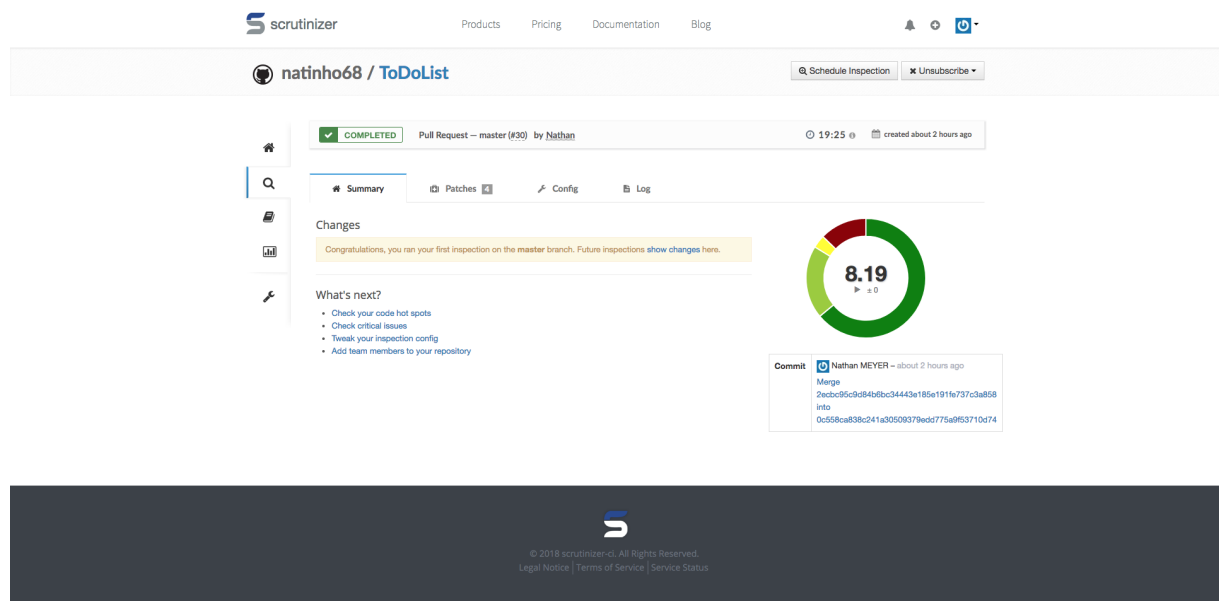 scrutinizer
Products Pricing Documentation Blog
natinho68 / ToDoList
Schedule Inspection Unsubscribe
COMPLETED Pull Request — master (#30) by Nathan 19:25 created about 2 hours ago
Summary Patches 4 Config Log
Changes
Congratulations, you ran your first inspection on the master branch. Future inspections show changes here.
What's next?
Check your code hot spots
Check critical issues
Tweak your inspection config
Add team members to your repository
8.19
± 0
Commit Nathan MEYER – about 2 hours ago
Merge
2ecbc95c9d84b6bc34443e185e191fe737c3a858
into
0c558ca838c241a30509379edd775a9f53710d74
© 2018 scrutinizer-ci. All Rights Reserved.
Legal Notice | Terms of Service | Service Status